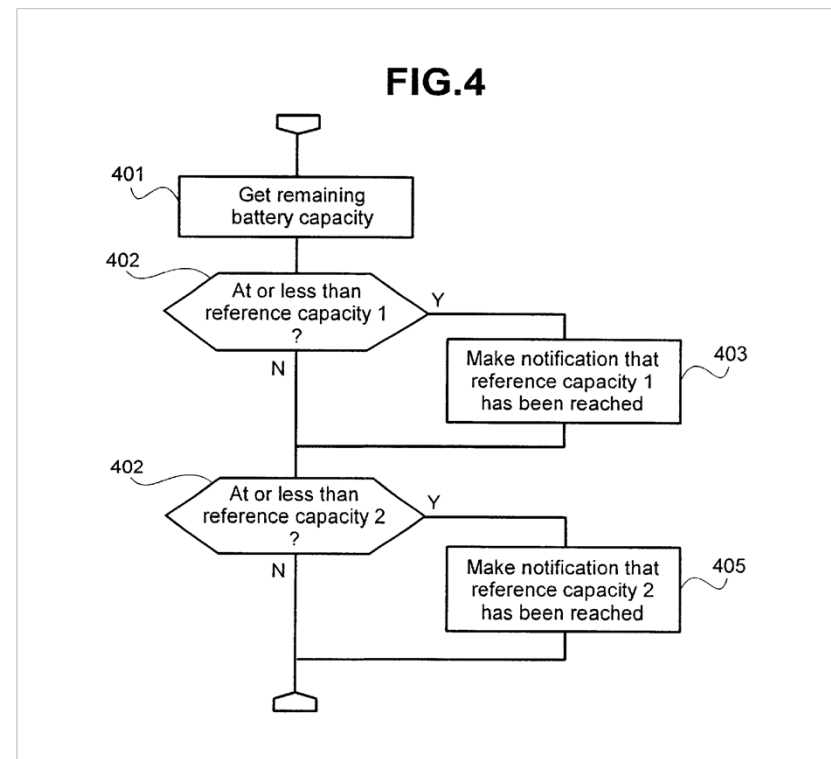 FIG.4
401
Get remaining
battery capacity
402
At or less than
reference capacity 1
?
Y
N
Make notification that
reference capacity 1
has been reached
403
402
At or less than
reference capacity 2
?
Y
N
Make notification that
reference capacity 2
has been reached
405